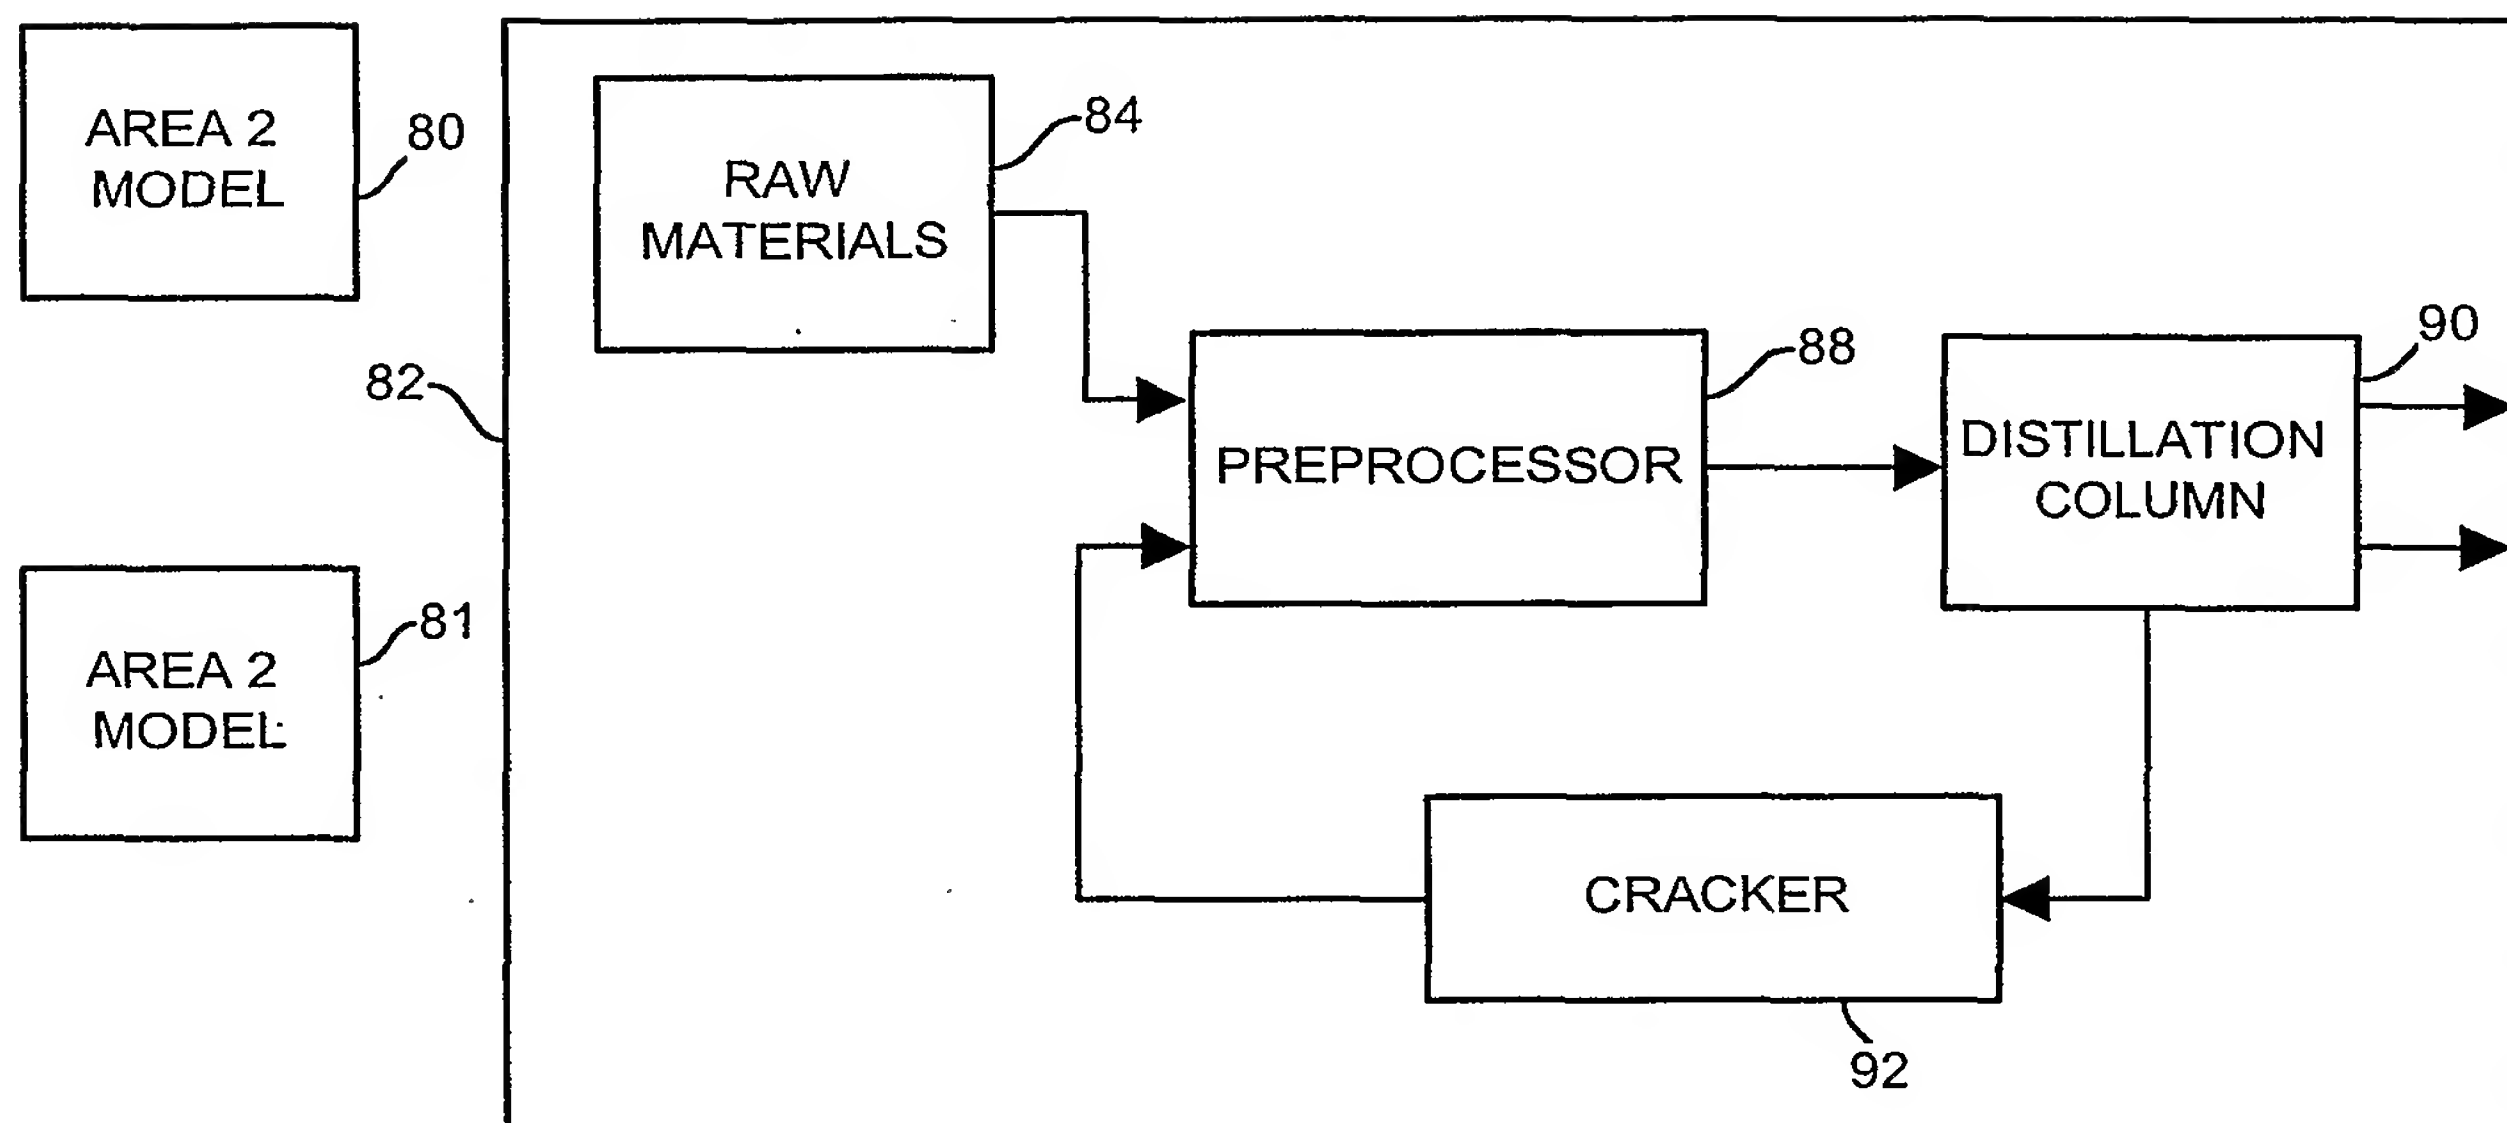 AREA 2
MODEL
80
82
AREA 2
MODEL
81
RAW
MATERIALS
84
PREPROCESSOR
88
DISTILLATION
COLUMN
90
CRACKER
92